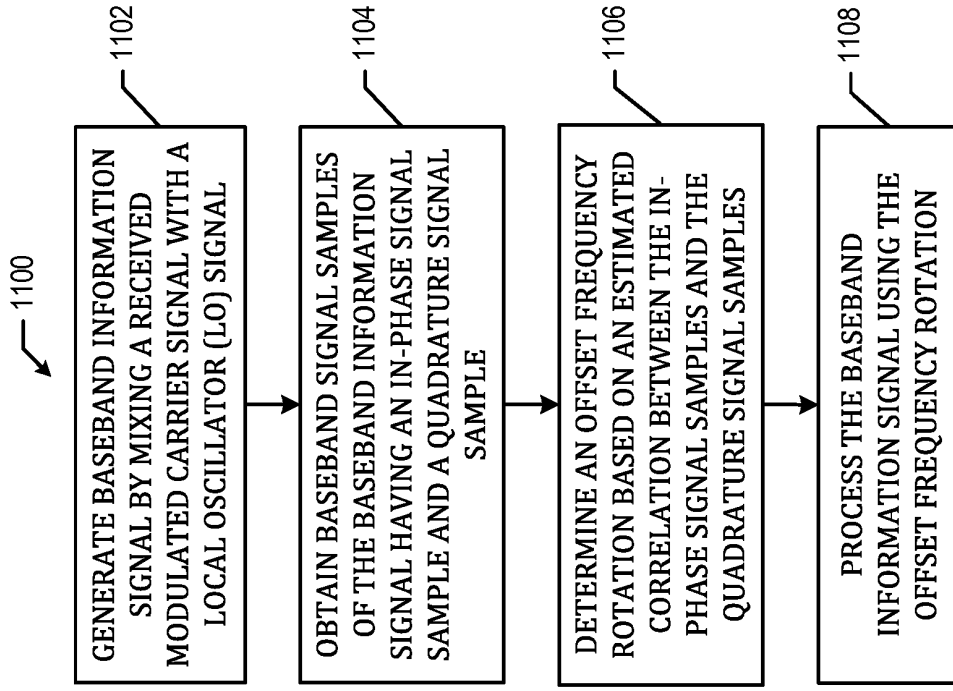 1100
GENERATE BASEBAND INFORMATION
SIGNAL BY MIXING A RECEIVED
MODULATED CARRIER SIGNAL WITH A
LOCAL OSCILLATOR (LO) SIGNAL
1102
OBTAIN BASEBAND SIGNAL SAMPLES
OF THE BASEBAND INFORMATION
SIGNAL HAVING AN IN-PHASE SIGNAL
SAMPLE AND A QUADRATURE SIGNAL
SAMPLE
1104
DETERMINE AN OFFSET FREQUENCY
ROTATION BASED ON AN ESTIMATED
CORRELATION BETWEEN THE IN-
PHASE SIGNAL SAMPLES AND THE
QUADRATURE SIGNAL SAMPLES
1106
PROCESS THE BASEBAND
INFORMATION SIGNAL USING THE
OFFSET FREQUENCY ROTATION
1108